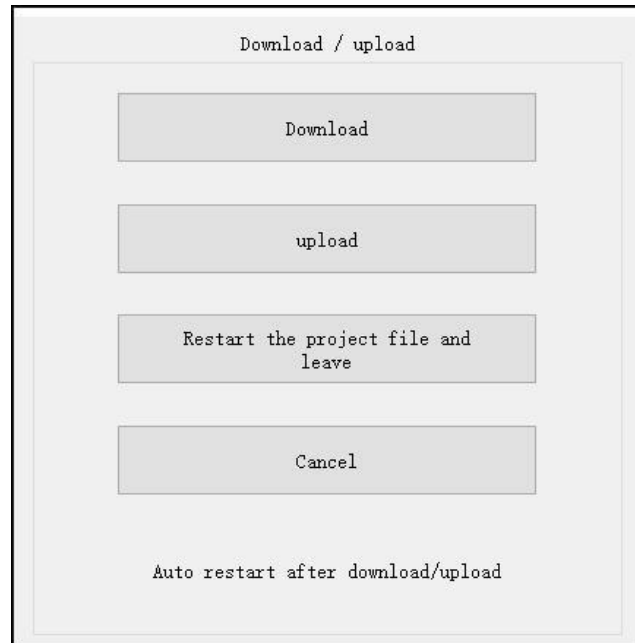 Download / upload
Download
upload
Restart the project file and
leave
Cancel
Auto restart after download/upload